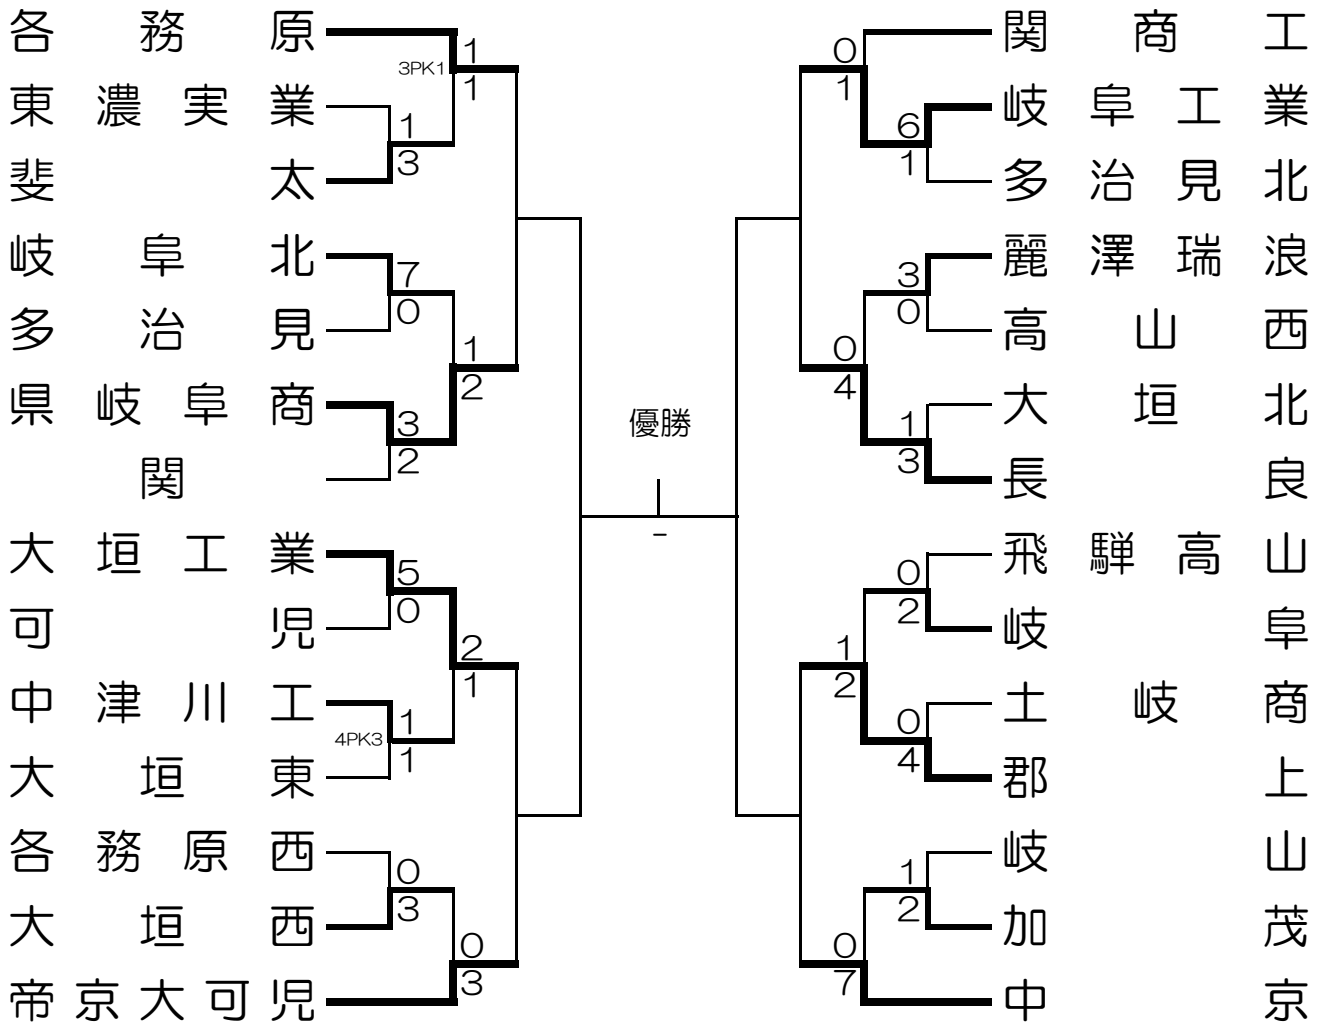 各務原
1
3PK1
1
東濃実業
1
3
斐太
岐阜北
7
0
多治見
1
2
県岐阜商
3
2
関
大垣工業
5
0
可児
2
1
中津川工
1
4PK3
1
大垣東
各務原西
0
3
大垣西
0
3
帝京大可児
優勝
-
関商工
0
1
岐阜工業
6
1
多治見北
麗澤瑞浪
3
0
高山西
0
4
大垣北
1
3
長良
飛騨高山
0
2
岐阜
1
2
土岐商
0
4
郡上
岐山
1
2
加茂
0
7
中京